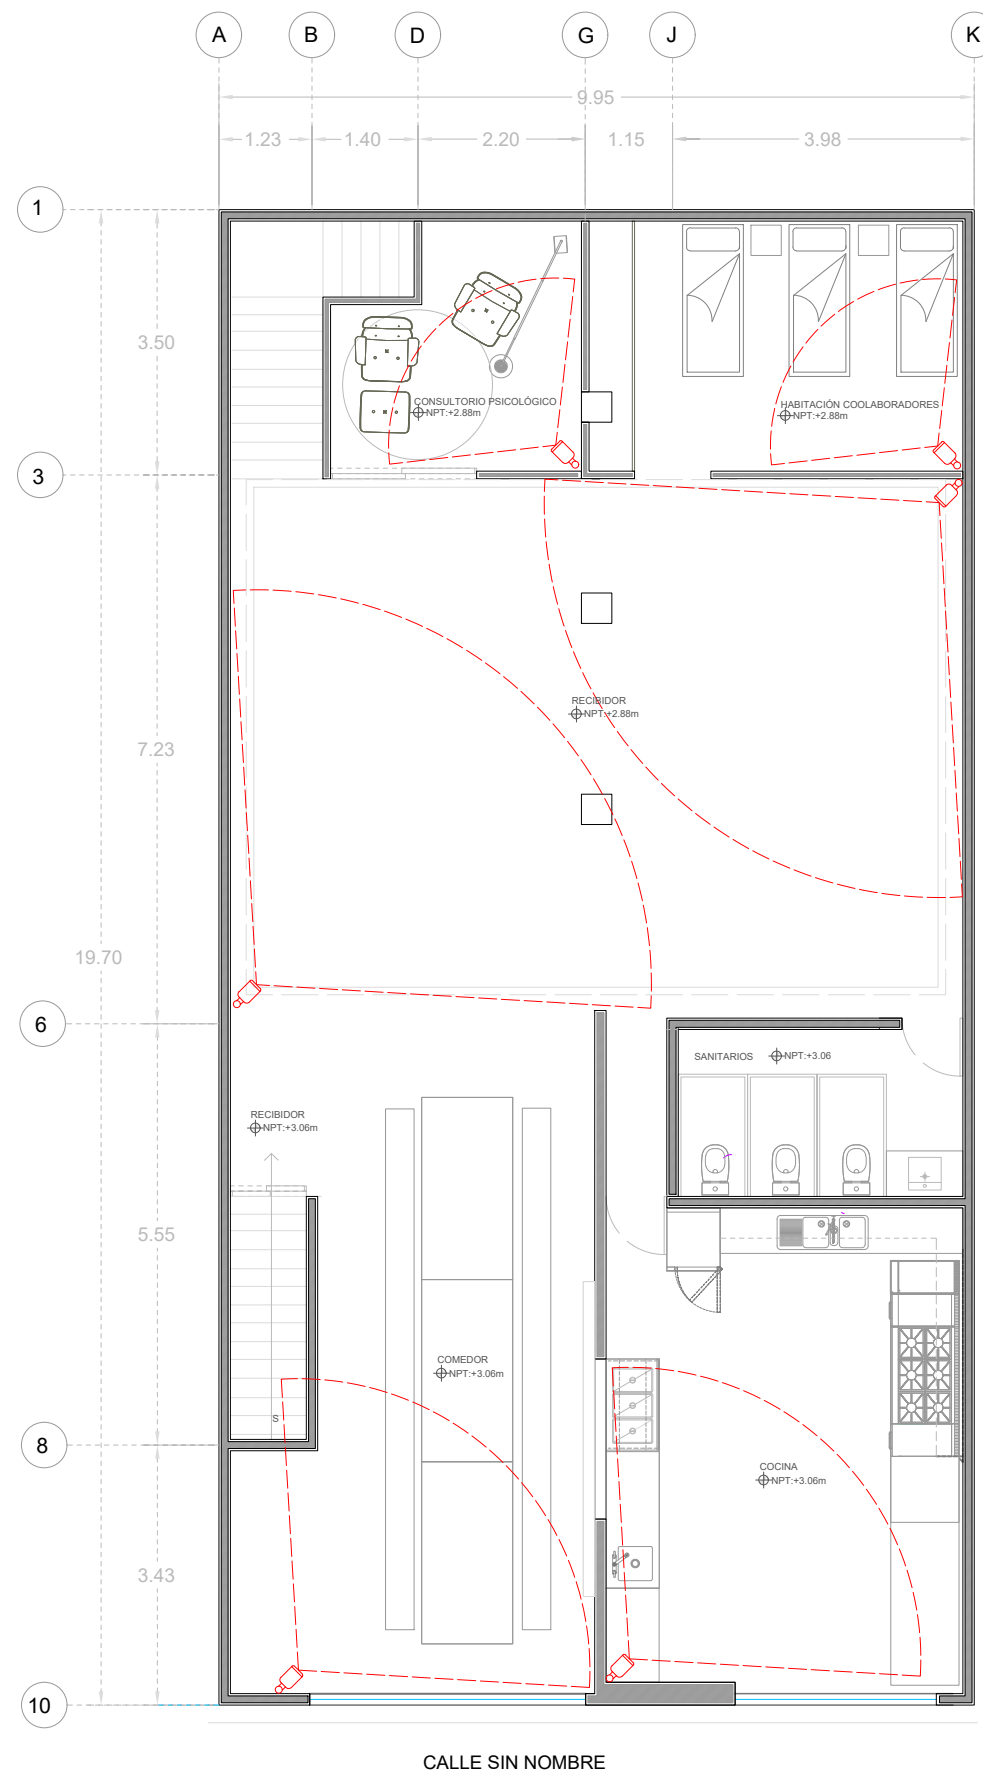 A B D G J K
9.95
1.23 1.40 2.20 1.15 3.98
1
3.50
CONSULTORIO PSICOLÓGICO
NPT:+2.88m
HABITACIÓN COOLABORADORES
NPT:+2.88m
3
RECIBIDOR
NPT:+2.88m
7.23
19.70
6
SANITARIOS NPT:+3.06
RECIBIDOR
NPT:+3.06m
5.55
COMEDOR
NPT:+3.06m
S
8
COCINA
NPT:+3.06m
3.43
10
CALLE SIN NOMBRE